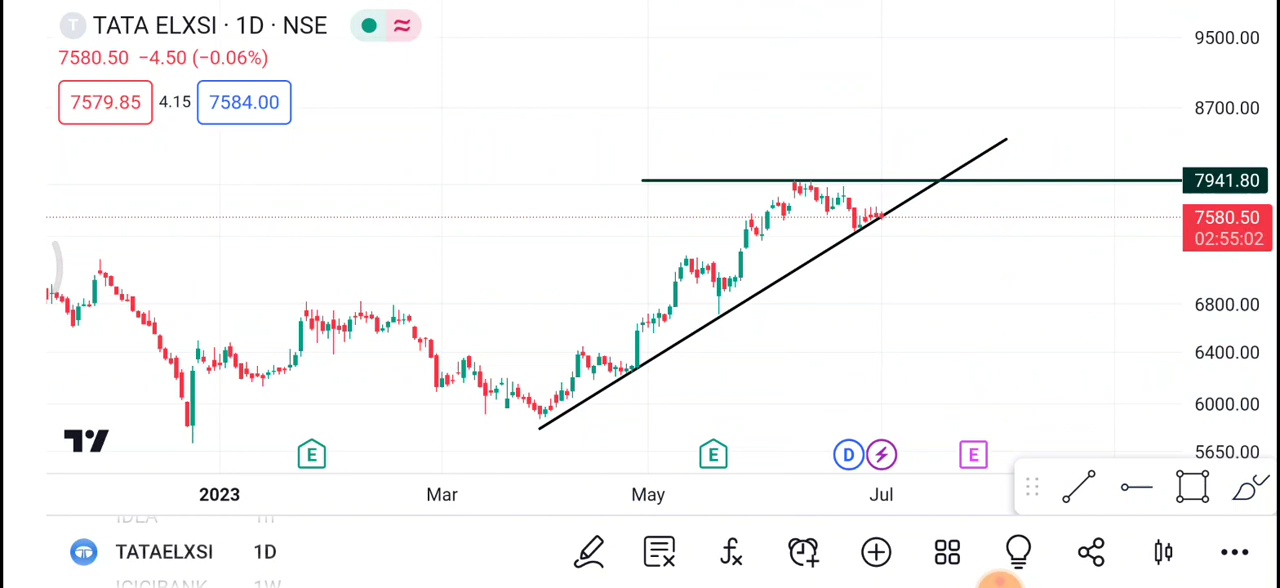 T TATA ELXSI · 1D · NSE
7580.50 −4.50 (−0.06%)
7579.85 4.15 7584.00
9500.00
8700.00
7941.80
7580.50
02:55:02
6800.00
6400.00
6000.00
5650.00
E E D E
2023 Mar May Jul
TATAELXSI 1D
ICICIBANK 1W